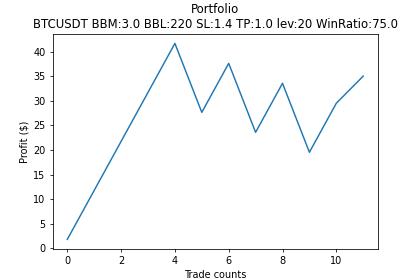 Portfolio
BTCUSDT BBM:3.0 BBL:220 SL:1.4 TP:1.0 lev:20 WinRatio:75.0
40
35
30
25
20
15
10
5
0
Profit ($)
0 2 4 6 8 10
Trade counts